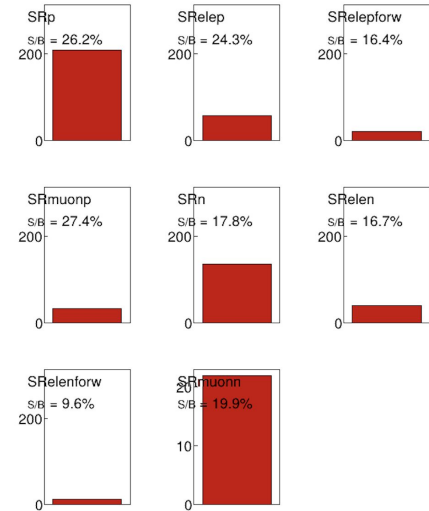 SRp
S/B = 26.2%
200
0
SRelep
S/B = 24.3%
200
0
SRelepforw
S/B = 16.4%
200
0
SRmuonp
S/B = 27.4%
200
0
SRn
S/B = 17.8%
200
0
SRelen
S/B = 16.7%
200
0
SRelenforw
S/B = 9.6%
200
0
SRmuonn
20
S/B = 19.9%
10
0